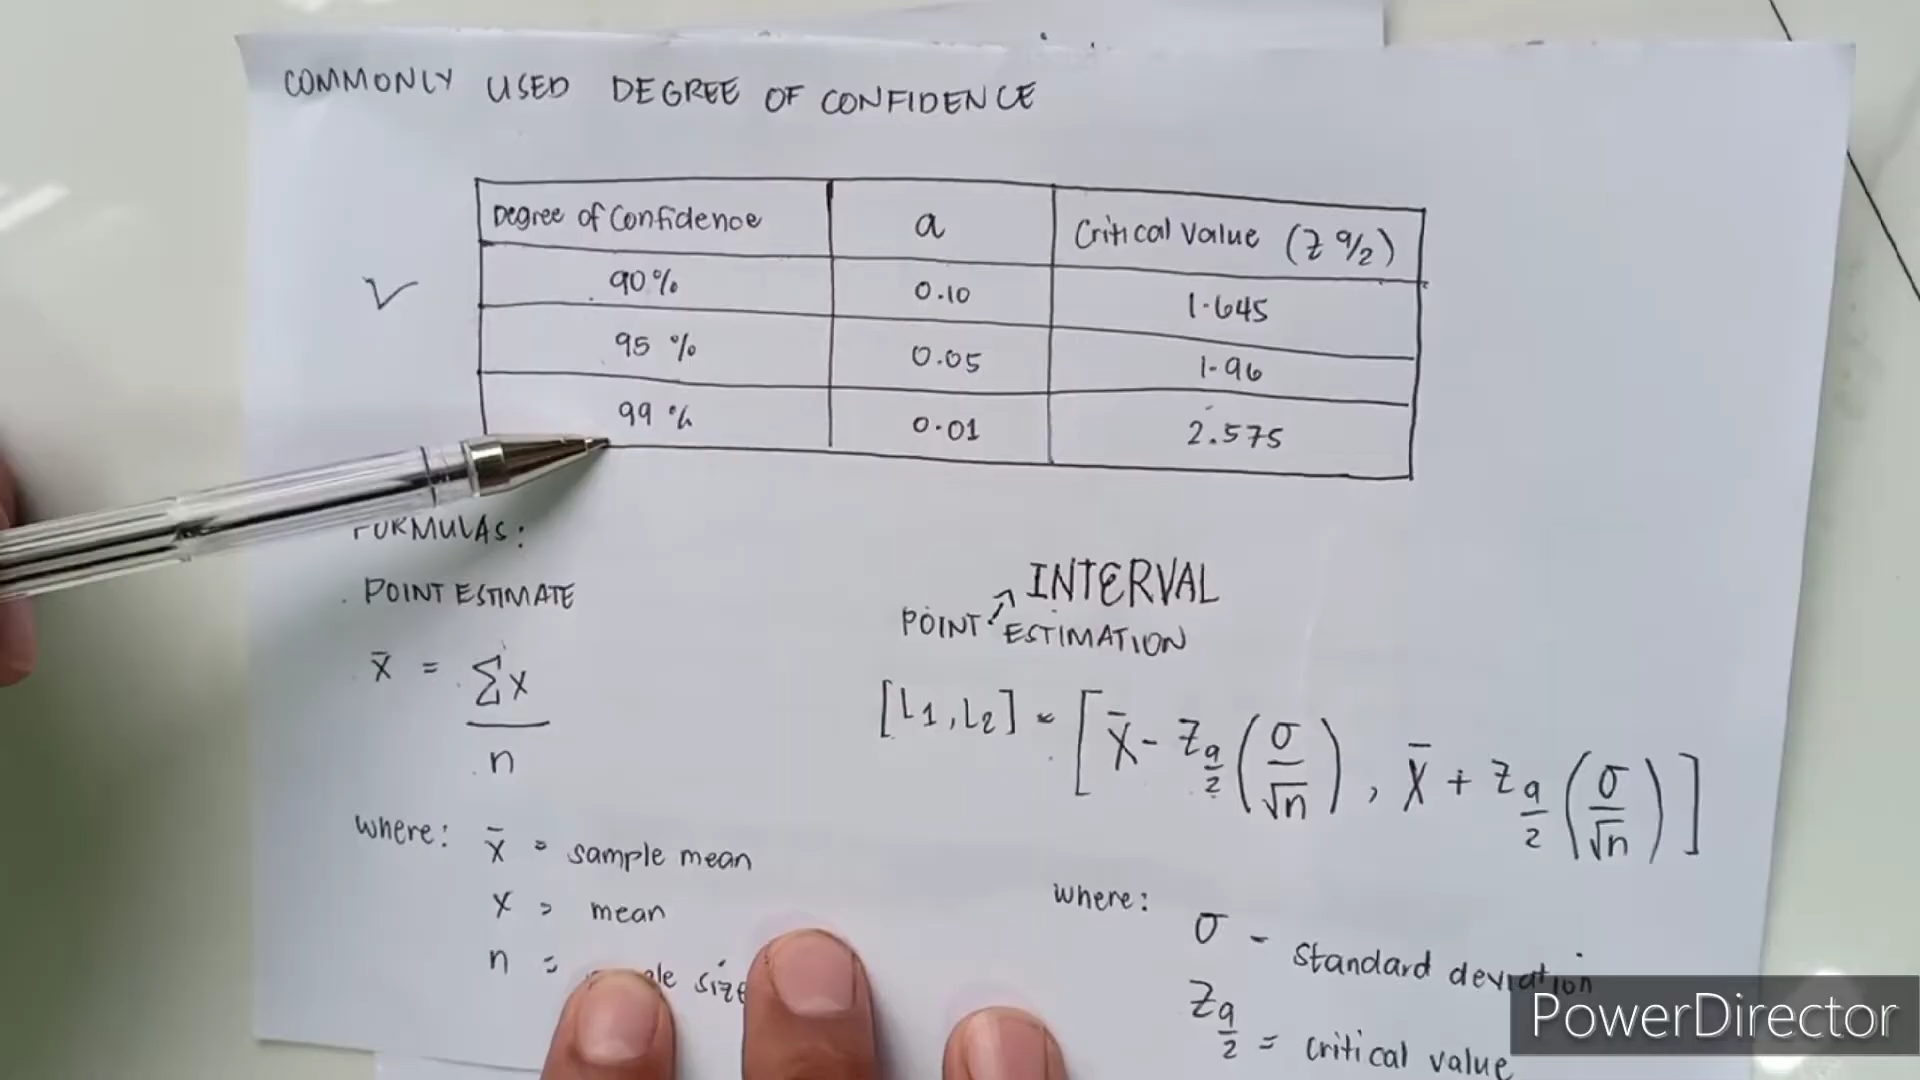 COMMONLY USED DEGREE OF CONFIDENCE
Degree of Confidence a Critical Value (Z a/2)
90% 0.10 1.645
95 % 0.05 1.96
99 % 0.01 2.575
FORMULAS:
POINT ESTIMATE
x̄ = Σx / n
where: x̄ = sample mean
x = mean
n = size
INTERVAL
POINT ESTIMATION
[L1, L2] = [x̄ - Z a/2 (σ/√n), x̄ + Z a/2 (σ/√n)]
where: σ - standard deviation
Z a/2 = critical value
PowerDirector